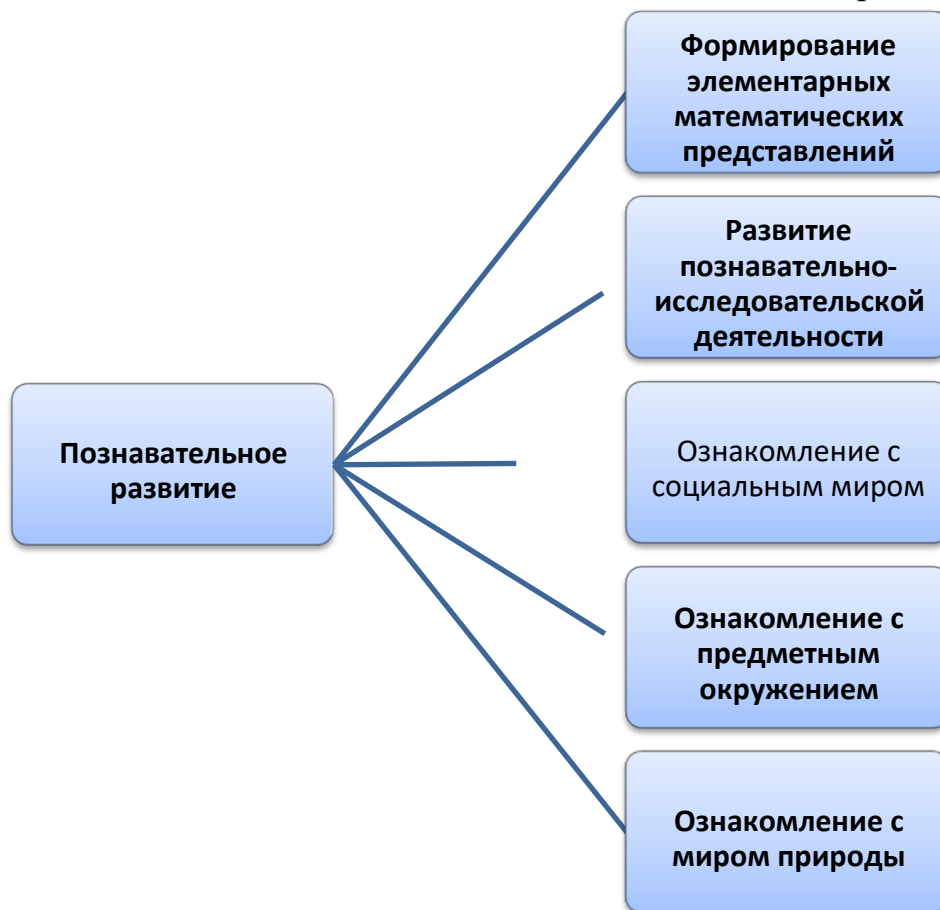 Формирование
элементарных
математических
представлений
Развитие
познавательно-
исследовательской
деятельности
Познавательное
развитие
Ознакомление с
социальным миром
Ознакомление с
предметным
окружением
Ознакомление с
миром природы